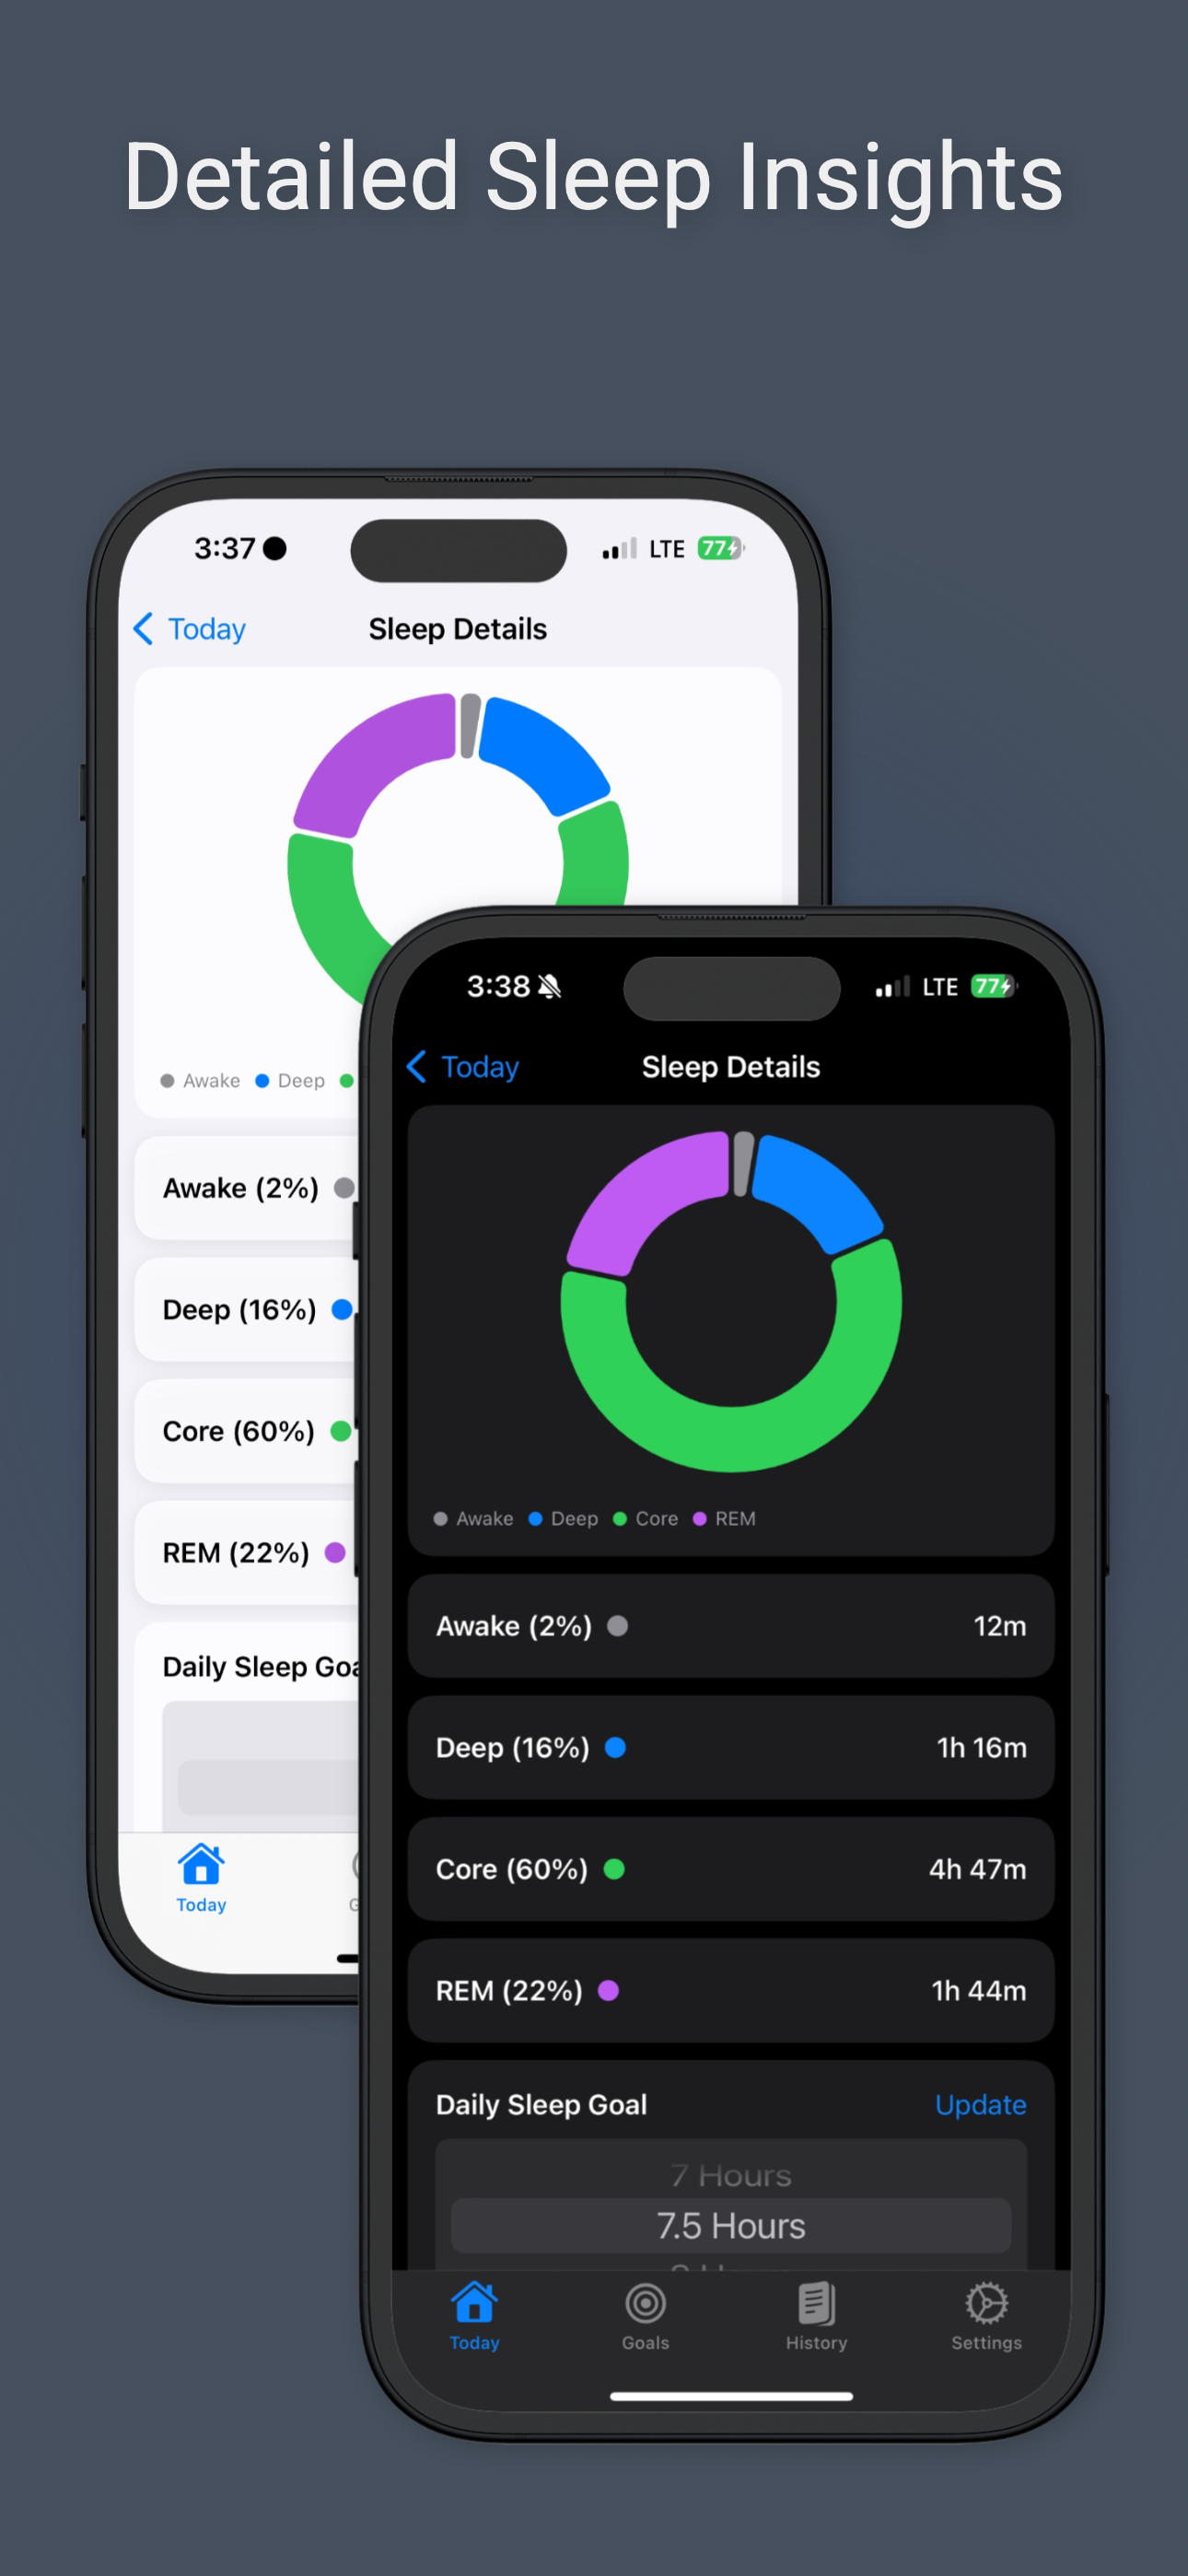 Detailed Sleep Insights
3:37 LTE 77
Today Sleep Details
Awake Deep
Awake (2%)
Deep (16%)
Core (60%)
REM (22%)
Daily Sleep
Today
3:38 LTE 77
Today Sleep Details
Awake Deep Core REM
Awake (2%) 12m
Deep (16%) 1h 16m
Core (60%) 4h 47m
REM (22%) 1h 44m
Daily Sleep Goal Update
7 Hours
7.5 Hours
Today Goals History Settings